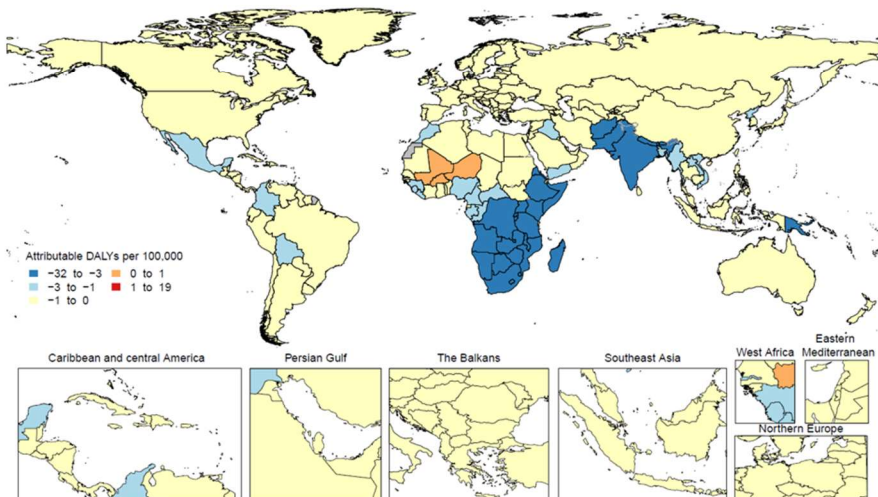 Attributable DALYs per 100,000
−32 to −3
0 to 1
−3 to −1
1 to 19
−1 to 0
Caribbean and central America
Persian Gulf
The Balkans
Southeast Asia
West Africa
Eastern
Mediterranean
Northern Europe